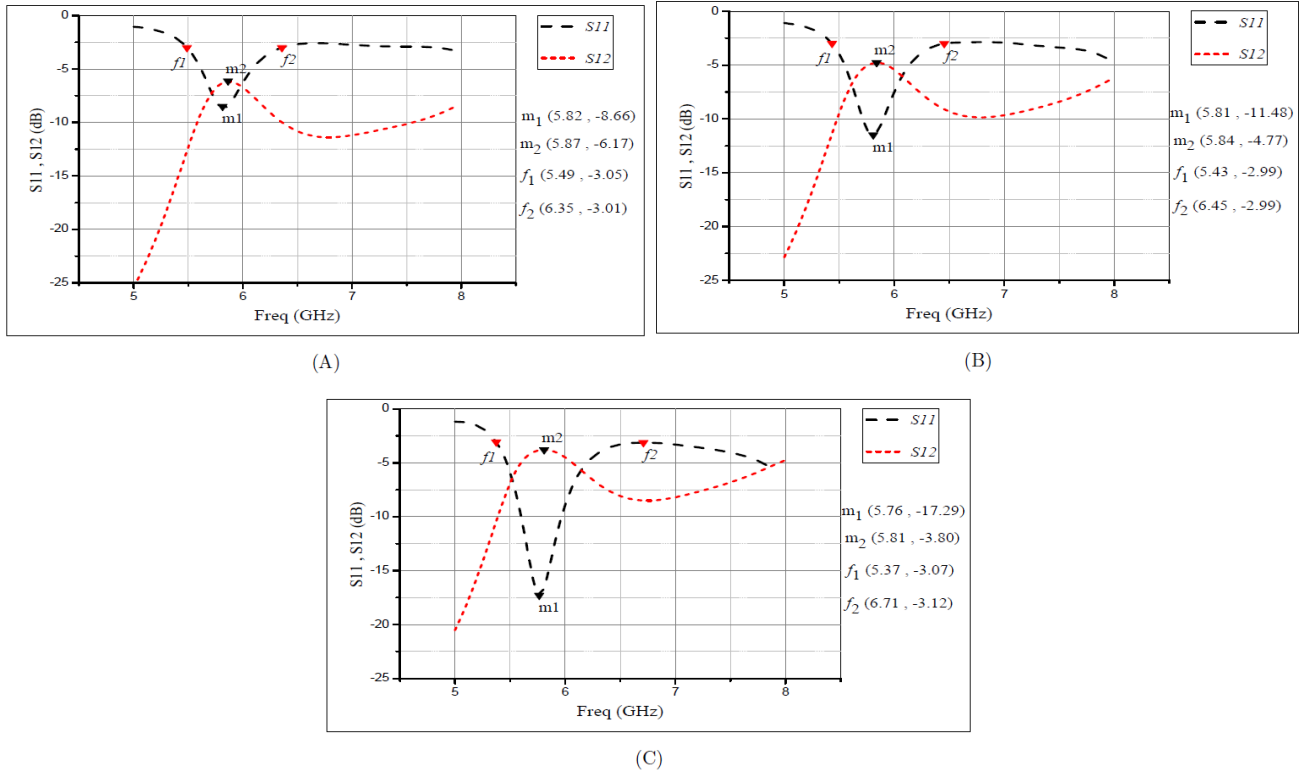 S11
S12
m1 (5.82 , -8.66)
m2 (5.87 , -6.17)
f1 (5.49 , -3.05)
f2 (6.35 , -3.01)
0
-5
-10
-15
-20
-25
S11 , S12 (dB)
f1
m2
f2
m1
5 6 7 8
Freq (GHz)
(A)
S11
S12
m1 (5.81 , -11.48)
m2 (5.84 , -4.77)
f1 (5.43 , -2.99)
f2 (6.45 , -2.99)
0
-5
-10
-15
-20
-25
S11 , S12 (dB)
f1
m2
f2
m1
5 6 7 8
Freq (GHz)
(B)
S11
S12
m1 (5.76 , -17.29)
m2 (5.81 , -3.80)
f1 (5.37 , -3.07)
f2 (6.71 , -3.12)
0
-5
-10
-15
-20
-25
S11 , S12 (dB)
f1
m2
f2
m1
5 6 7 8
Freq (GHz)
(C)